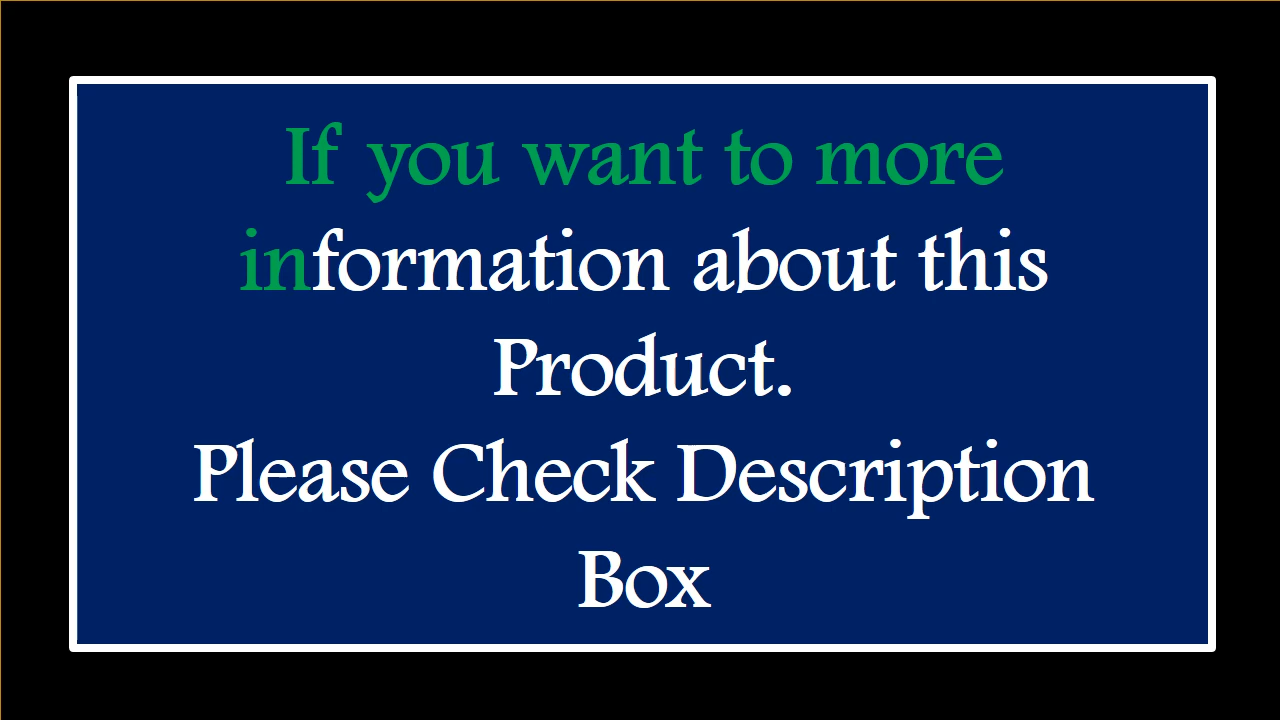 If you want to more
information about this
Product.
Please Check Description
Box